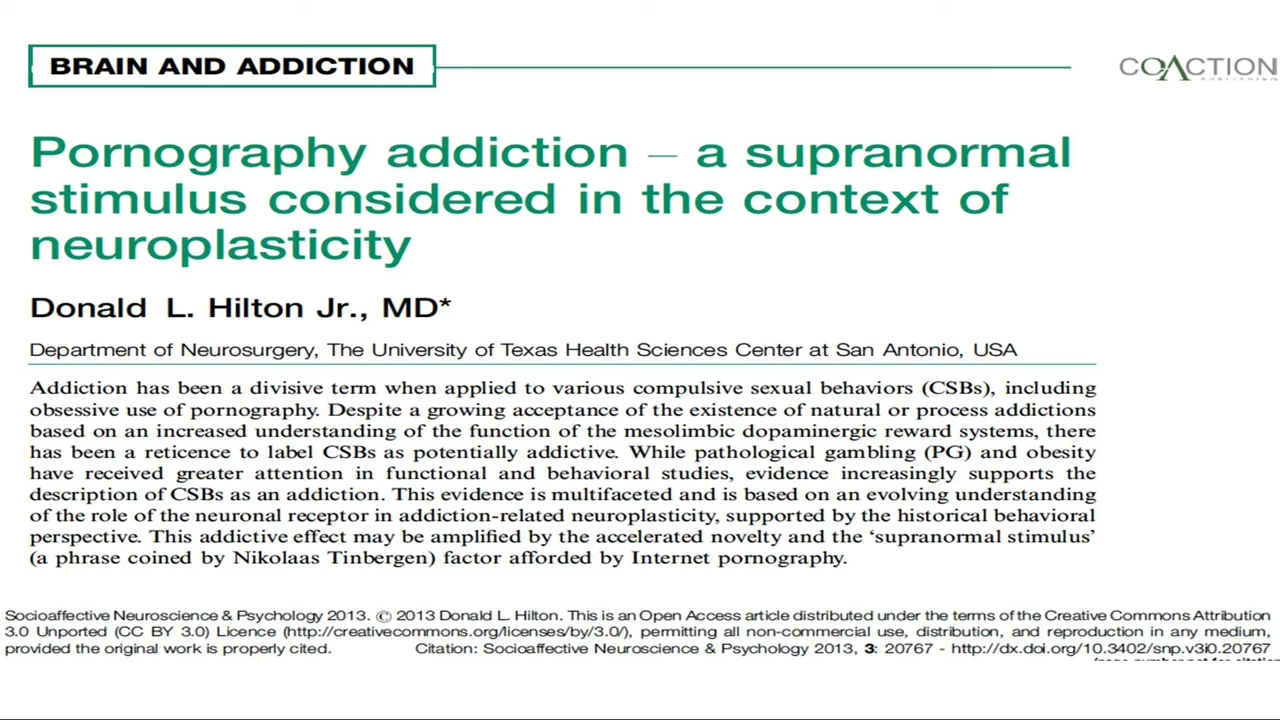 BRAIN AND ADDICTION
COACTION
PUBLISHING
Pornography addiction – a supranormal
stimulus considered in the context of
neuroplasticity
Donald L. Hilton Jr., MD*
Department of Neurosurgery, The University of Texas Health Sciences Center at San Antonio, USA
Addiction has been a divisive term when applied to various compulsive sexual behaviors (CSBs), including
obsessive use of pornography. Despite a growing acceptance of the existence of natural or process addictions
based on an increased understanding of the function of the mesolimbic dopaminergic reward systems, there
has been a reticence to label CSBs as potentially addictive. While pathological gambling (PG) and obesity
have received greater attention in functional and behavioral studies, evidence increasingly supports the
description of CSBs as an addiction. This evidence is multifaceted and is based on an evolving understanding
of the role of the neuronal receptor in addiction-related neuroplasticity, supported by the historical behavioral
perspective. This addictive effect may be amplified by the accelerated novelty and the ‘supranormal stimulus’
(a phrase coined by Nikolaas Tinbergen) factor afforded by Internet pornography.
Socioaffective Neuroscience & Psychology 2013. © 2013 Donald L. Hilton. This is an Open Access article distributed under the terms of the Creative Commons Attribution
3.0 Unported (CC BY 3.0) Licence (http://creativecommons.org/licenses/by/3.0/), permitting all non-commercial use, distribution, and reproduction in any medium,
provided the original work is properly cited. Citation: Socioaffective Neuroscience & Psychology 2013, 3: 20767 - http://dx.doi.org/10.3402/snp.v3i0.20767